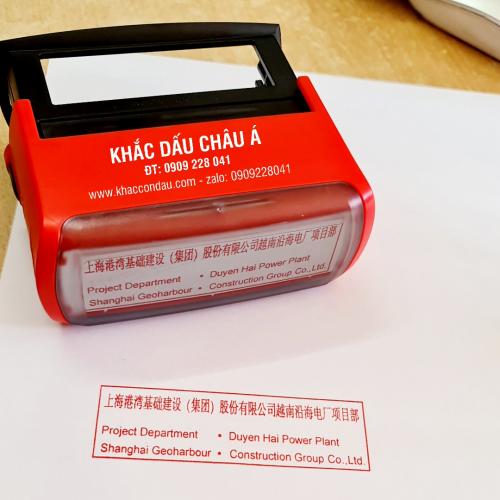 KHẮC DẤU CHÂU Á
ĐT: 0909 228 041
www.khaccondau.com - zalo: 0909228041
上海港湾基础建设（集团）股份有限公司越南沿海电厂项目部
Project Department • Duyen Hai Power Plant
Shanghai Geoharbour • Construction Group Co.,Ltd.
上海港湾基础建设（集团）股份有限公司越南沿海电厂项目部
Project Department • Duyen Hai Power Plant
Shanghai Geoharbour • Construction Group Co.,Ltd.